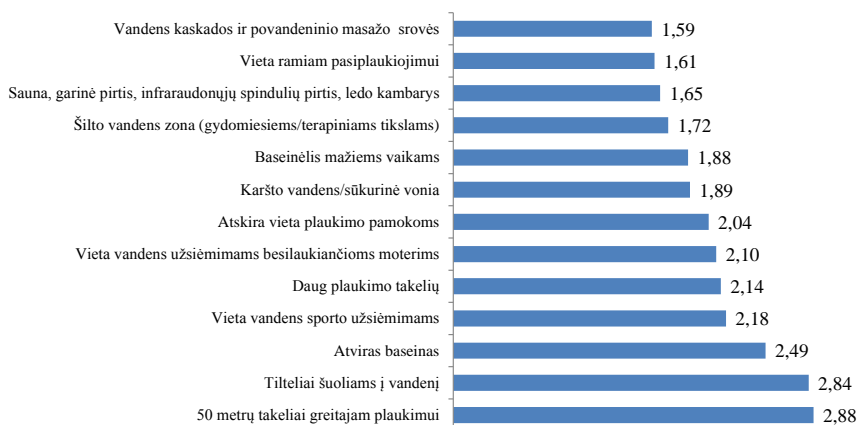 Vandens kaskados ir povandeninio masažo srovės 1,59
Vieta ramiam pasiplaukiojimui 1,61
Sauna, garinė pirtis, infraraudonųjų spindulių pirtis, ledo kambarys 1,65
Šilto vandens zona (gydomiesiems/terapiniams tikslams) 1,72
Baseinėlis mažiems vaikams 1,88
Karšto vandens/sūkurinė vonia 1,89
Atskira vieta plaukimo pamokoms 2,04
Vieta vandens užsiėmimams besilaukiančioms moterims 2,10
Daug plaukimo takelių 2,14
Vieta vandens sporto užsiėmimams 2,18
Atviras baseinas 2,49
Tilteliai šuoliams į vandenį 2,84
50 metrų takeliai greitajam plaukimui 2,88